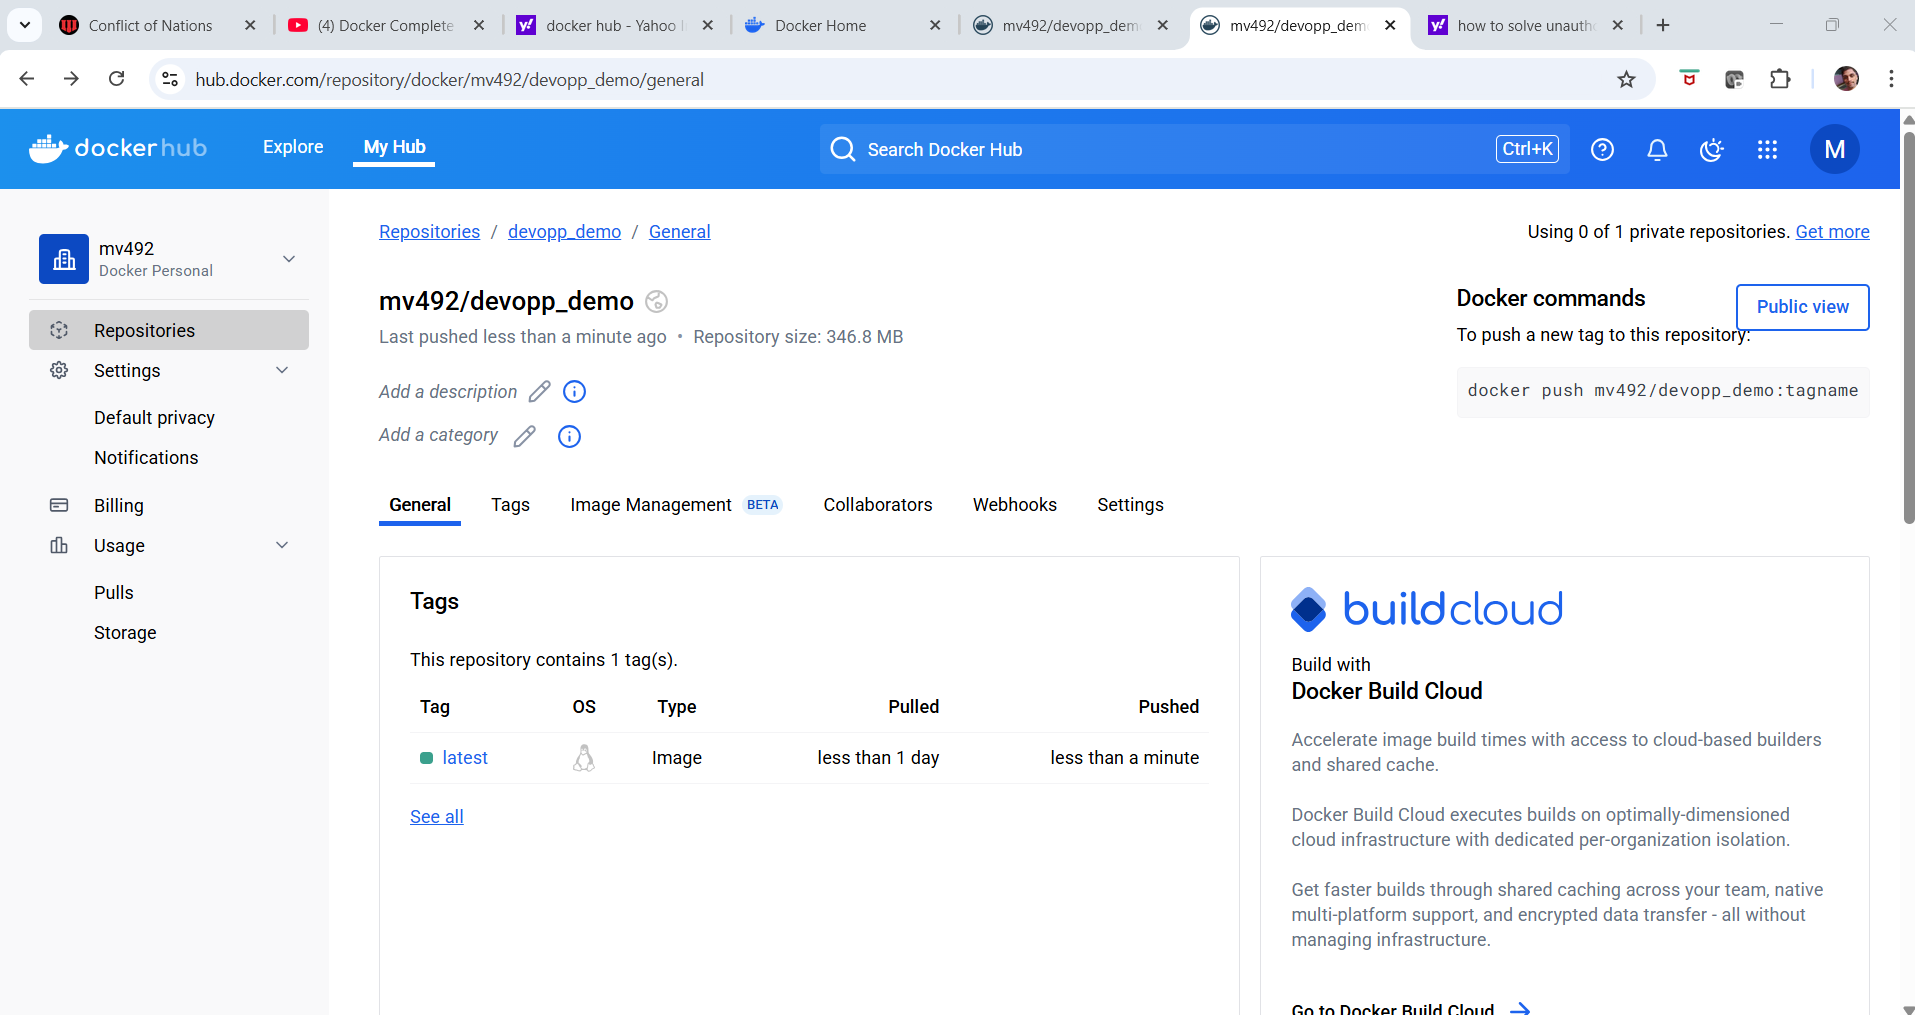 Conflict of Nations
(4) Docker Complete
docker hub - Yahoo I
Docker Home
mv492/devopp_dem
mv492/devopp_dem
how to solve unauth
hub.docker.com/repository/docker/mv492/devopp_demo/general
dockerhub
Explore
My Hub
Search Docker Hub
Ctrl+K
M
mv492
Docker Personal
Repositories
Settings
Default privacy
Notifications
Billing
Usage
Pulls
Storage
Repositories / devopp_demo / General
Using 0 of 1 private repositories. Get more
mv492/devopp_demo
Last pushed less than a minute ago • Repository size: 346.8 MB
Add a description
Add a category
Docker commands
Public view
To push a new tag to this repository:
docker push mv492/devopp_demo:tagname
General
Tags
Image Management BETA
Collaborators
Webhooks
Settings
Tags
This repository contains 1 tag(s).
Tag OS Type Pulled Pushed
latest Image less than 1 day less than a minute
See all
buildcloud
Build with
Docker Build Cloud
Accelerate image build times with access to cloud-based builders
and shared cache.
Docker Build Cloud executes builds on optimally-dimensioned
cloud infrastructure with dedicated per-organization isolation.
Get faster builds through shared caching across your team, native
multi-platform support, and encrypted data transfer - all without
managing infrastructure.
Go to Docker Build Cloud